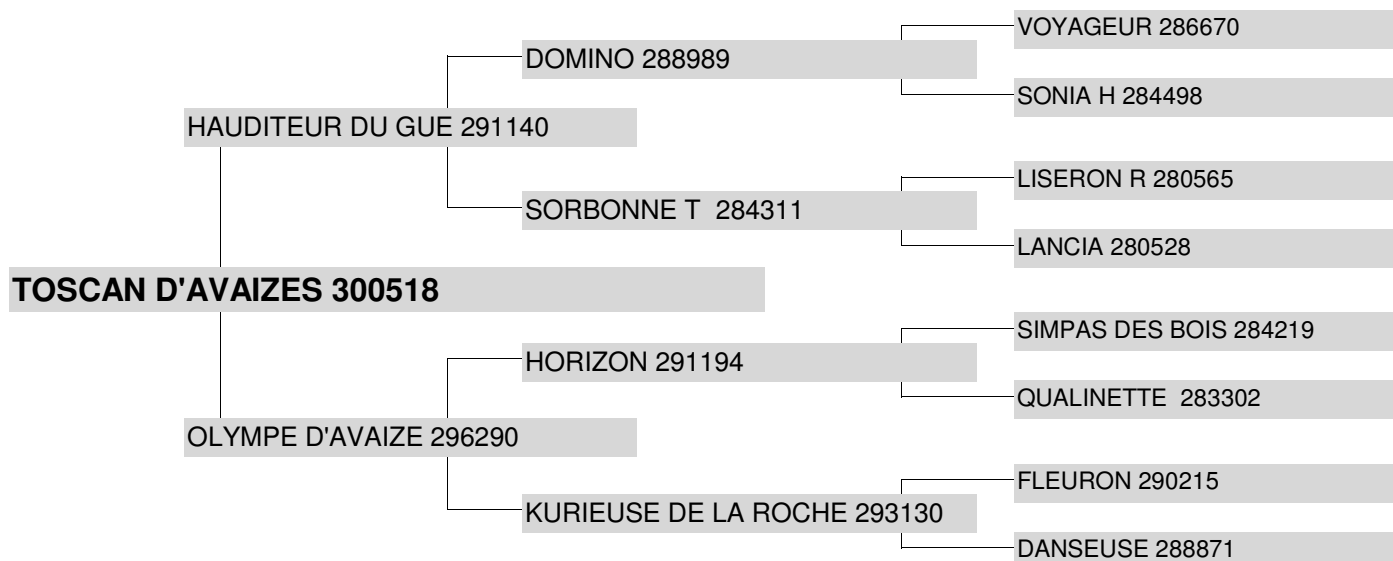 VOYAGEUR 286670
DOMINO 288989
SONIA H 284498
HAUDITEUR DU GUE 291140
LISERON R 280565
SORBONNE T  284311
LANCIA 280528
TOSCAN D'AVAIZES 300518
SIMPAS DES BOIS 284219
HORIZON 291194
QUALINETTE  283302
OLYMPE D'AVAIZE 296290
FLEURON 290215
KURIEUSE DE LA ROCHE 293130
DANSEUSE 288871